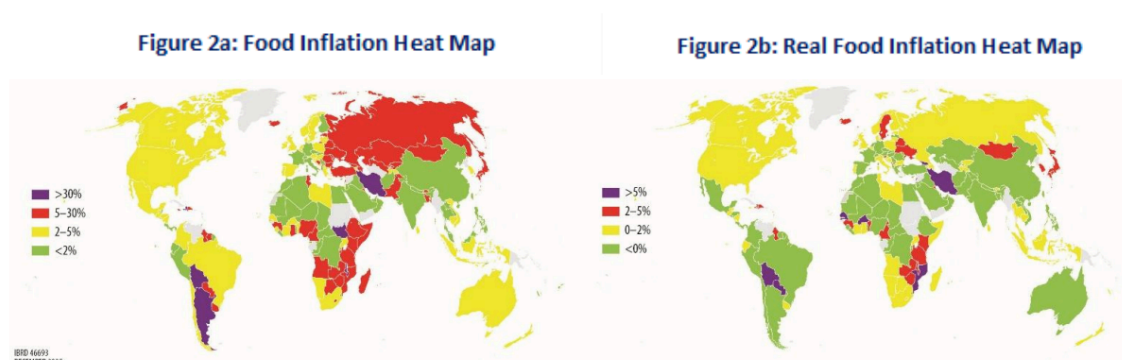 Figure 2a: Food Inflation Heat Map
>30%
5–30%
2–5%
<2%
IBRD 46693
Figure 2b: Real Food Inflation Heat Map
>5%
2–5%
0–2%
<0%